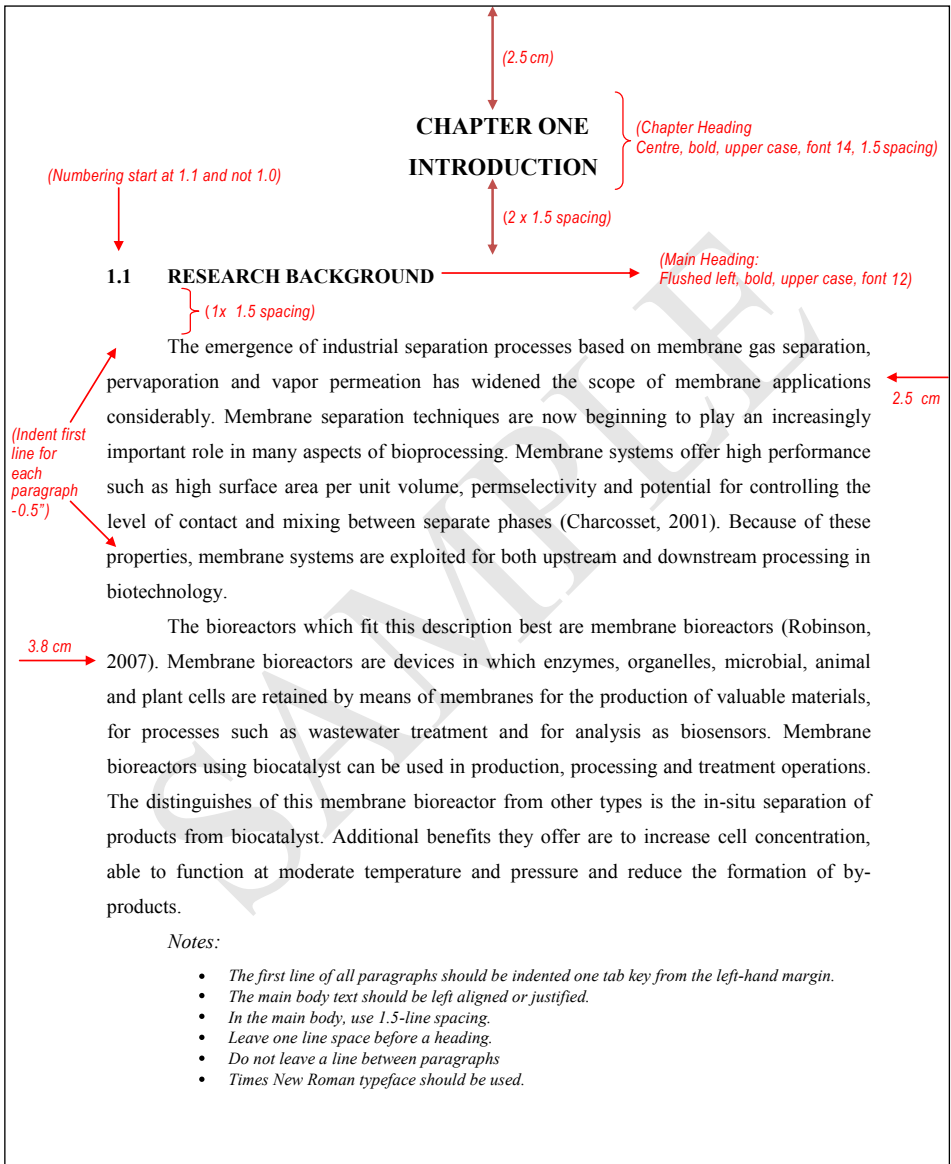 (2.5 cm)
CHAPTER ONE
INTRODUCTION
(Chapter Heading
Centre, bold, upper case, font 14, 1.5 spacing)
(Numbering start at 1.1 and not 1.0)
(2 x 1.5 spacing)
1.1 RESEARCH BACKGROUND
(Main Heading:
Flushed left, bold, upper case, font 12)
(1x 1.5 spacing)
The emergence of industrial separation processes based on membrane gas separation,
pervaporation and vapor permeation has widened the scope of membrane applications
considerably. Membrane separation techniques are now beginning to play an increasingly
important role in many aspects of bioprocessing. Membrane systems offer high performance
such as high surface area per unit volume, permselectivity and potential for controlling the
level of contact and mixing between separate phases (Charcosset, 2001). Because of these
properties, membrane systems are exploited for both upstream and downstream processing in
biotechnology.
2.5 cm
(Indent first
line for
each
paragraph
-0.5")
The bioreactors which fit this description best are membrane bioreactors (Robinson,
2007). Membrane bioreactors are devices in which enzymes, organelles, microbial, animal
and plant cells are retained by means of membranes for the production of valuable materials,
for processes such as wastewater treatment and for analysis as biosensors. Membrane
bioreactors using biocatalyst can be used in production, processing and treatment operations.
The distinguishes of this membrane bioreactor from other types is the in-situ separation of
products from biocatalyst. Additional benefits they offer are to increase cell concentration,
able to function at moderate temperature and pressure and reduce the formation of by-
products.
3.8 cm
Notes:
• The first line of all paragraphs should be indented one tab key from the left-hand margin.
• The main body text should be left aligned or justified.
• In the main body, use 1.5-line spacing.
• Leave one line space before a heading.
• Do not leave a line between paragraphs
• Times New Roman typeface should be used.
SAMPLE